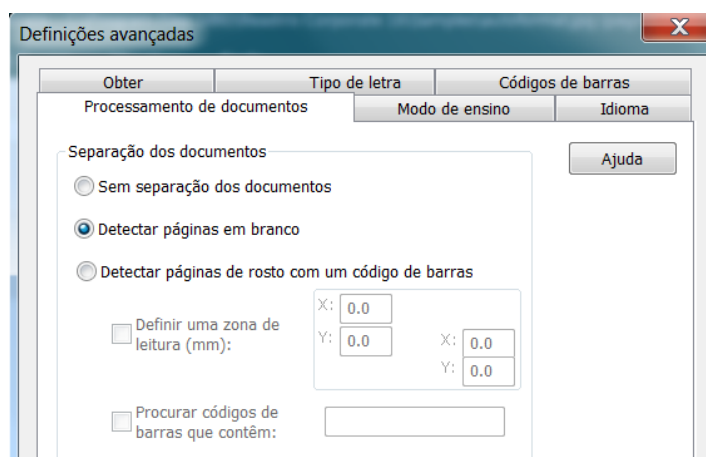 Definições avançadas
X
Obter
Tipo de letra
Códigos de barras
Processamento de documentos
Modo de ensino
Idioma
Separação dos documentos
Ajuda
Sem separação dos documentos
Detectar páginas em branco
Detectar páginas de rosto com um código de barras
Definir uma zona de
leitura (mm):
X: 0.0
Y: 0.0
X: 0.0
Y: 0.0
Procurar códigos de
barras que contêm: